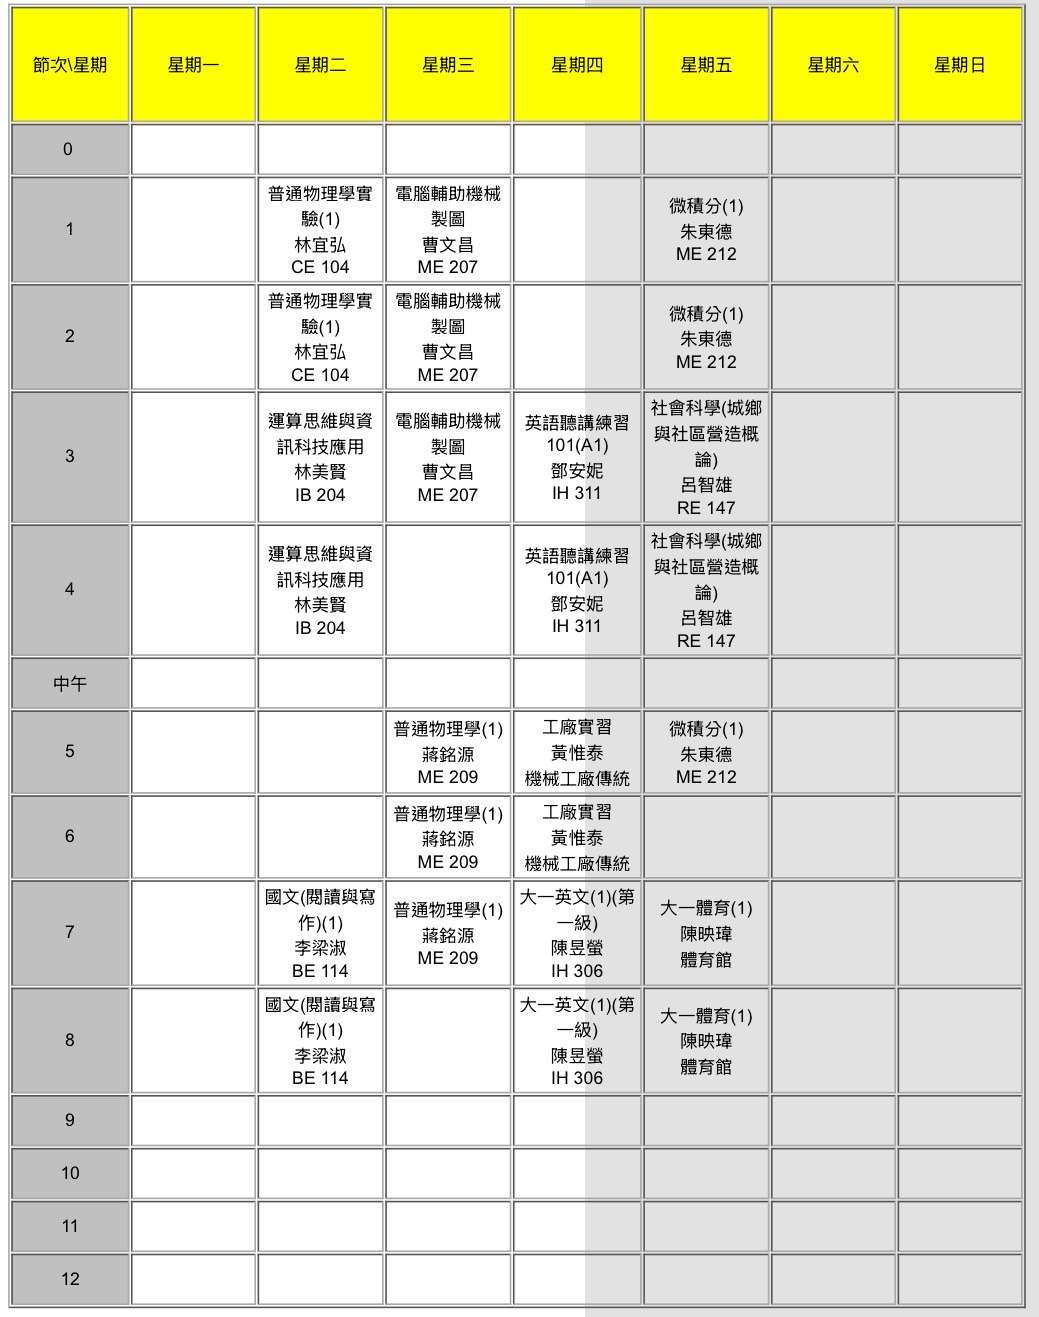 節次\星期 星期一 星期二 星期三 星期四 星期五 星期六 星期日
0
1
普通物理學實
驗(1)
林宜弘
CE 104
電腦輔助機械
製圖
曹文昌
ME 207
微積分(1)
朱東德
ME 212
2
普通物理學實
驗(1)
林宜弘
CE 104
電腦輔助機械
製圖
曹文昌
ME 207
微積分(1)
朱東德
ME 212
3
運算思維與資
訊科技應用
林美賢
IB 204
電腦輔助機械
製圖
曹文昌
ME 207
英語聽講練習
101(A1)
鄧安妮
IH 311
社會科學(城鄉
與社區營造概
論)
呂智雄
RE 147
4
運算思維與資
訊科技應用
林美賢
IB 204
英語聽講練習
101(A1)
鄧安妮
IH 311
社會科學(城鄉
與社區營造概
論)
呂智雄
RE 147
中午
5
普通物理學(1)
蔣銘源
ME 209
工廠實習
黃惟泰
機械工廠傳統
微積分(1)
朱東德
ME 212
6
普通物理學(1)
蔣銘源
ME 209
工廠實習
黃惟泰
機械工廠傳統
7
國文(閱讀與寫
作)(1)
李梁淑
BE 114
普通物理學(1)
蔣銘源
ME 209
大一英文(1)(第
一級)
陳昱螢
IH 306
大一體育(1)
陳映瑋
體育館
8
國文(閱讀與寫
作)(1)
李梁淑
BE 114
大一英文(1)(第
一級)
陳昱螢
IH 306
大一體育(1)
陳映瑋
體育館
9
10
11
12